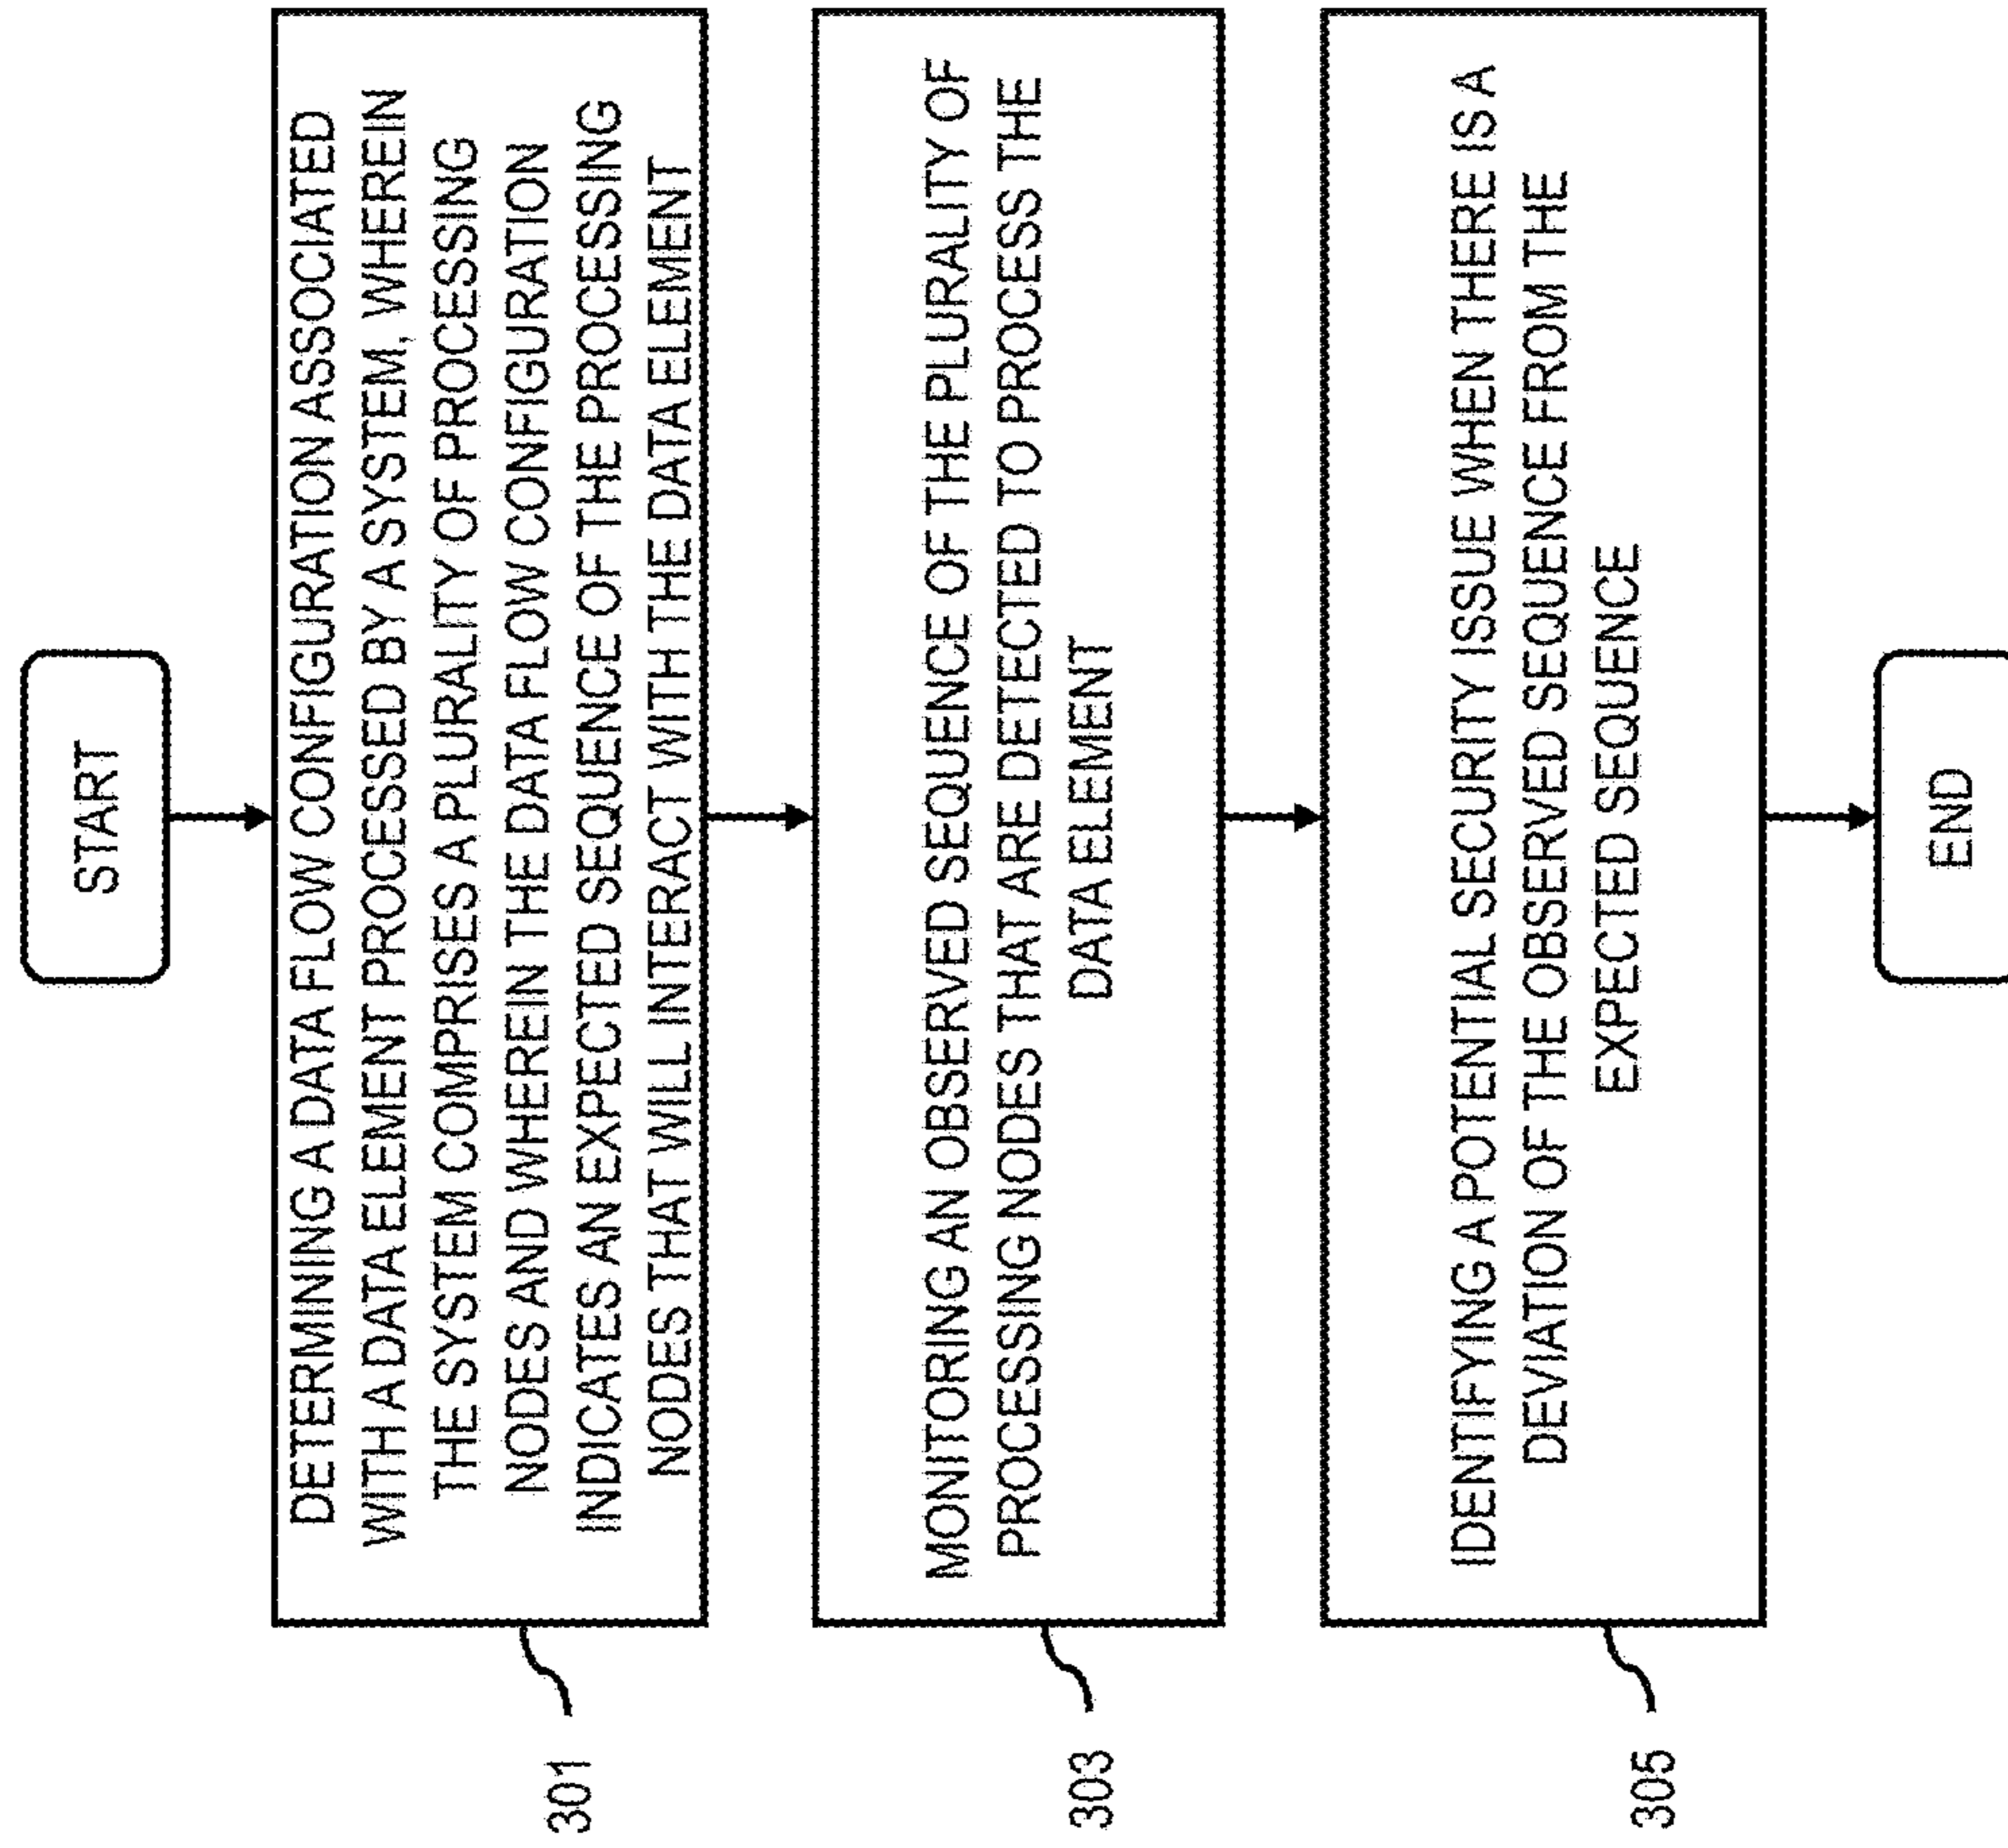 START
DETERMINING A DATA FLOW CONFIGURATION ASSOCIATED
WITH A DATA ELEMENT PROCESSED BY A SYSTEM, WHEREIN
THE SYSTEM COMPRISES A PLURALITY OF PROCESSING
NODES AND WHEREIN THE DATA FLOW CONFIGURATION
INDICATES AN EXPECTED SEQUENCE OF THE PROCESSING
NODES THAT WILL INTERACT WITH THE DATA ELEMENT
301
MONITORING AN OBSERVED SEQUENCE OF THE PLURALITY OF
PROCESSING NODES THAT ARE DETECTED TO PROCESS THE
DATA ELEMENT
303
IDENTIFYING A POTENTIAL SECURITY ISSUE WHEN THERE IS A
DEVIATION OF THE OBSERVED SEQUENCE FROM THE
EXPECTED SEQUENCE
305
END